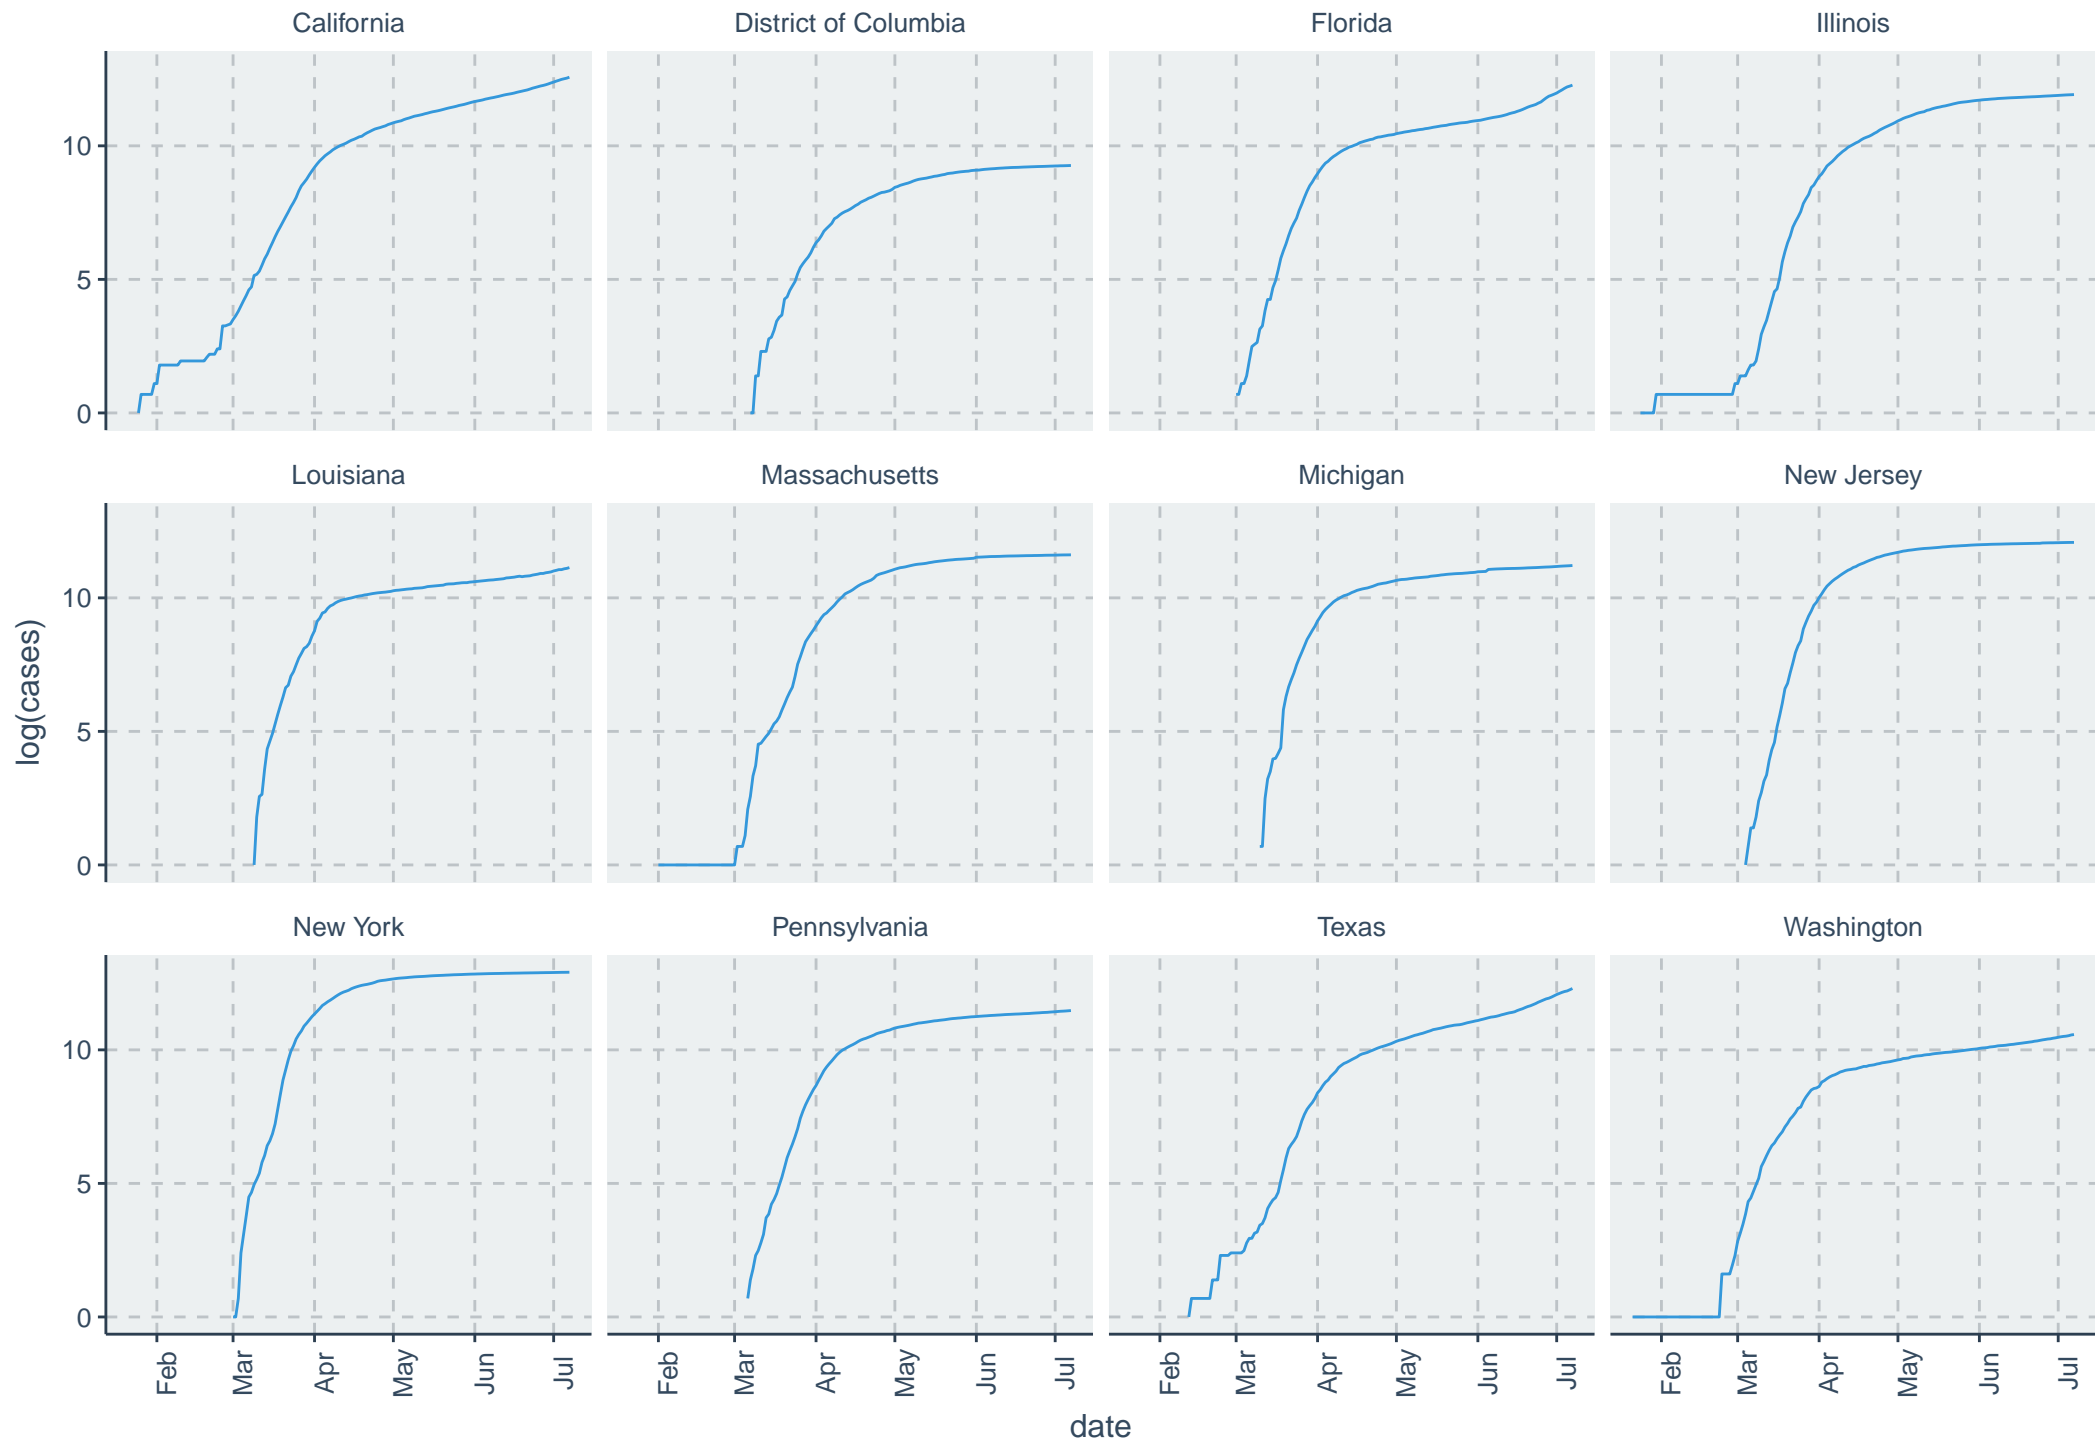 California
District of Columbia
Florida
Illinois
10
5
0
Louisiana
Massachusetts
Michigan
New Jersey
10
5
0
log(cases)
New York
Pennsylvania
Texas
Washington
10
5
0
Feb Mar Apr May Jun Jul
Feb Mar Apr May Jun Jul
Feb Mar Apr May Jun Jul
Feb Mar Apr May Jun Jul
date